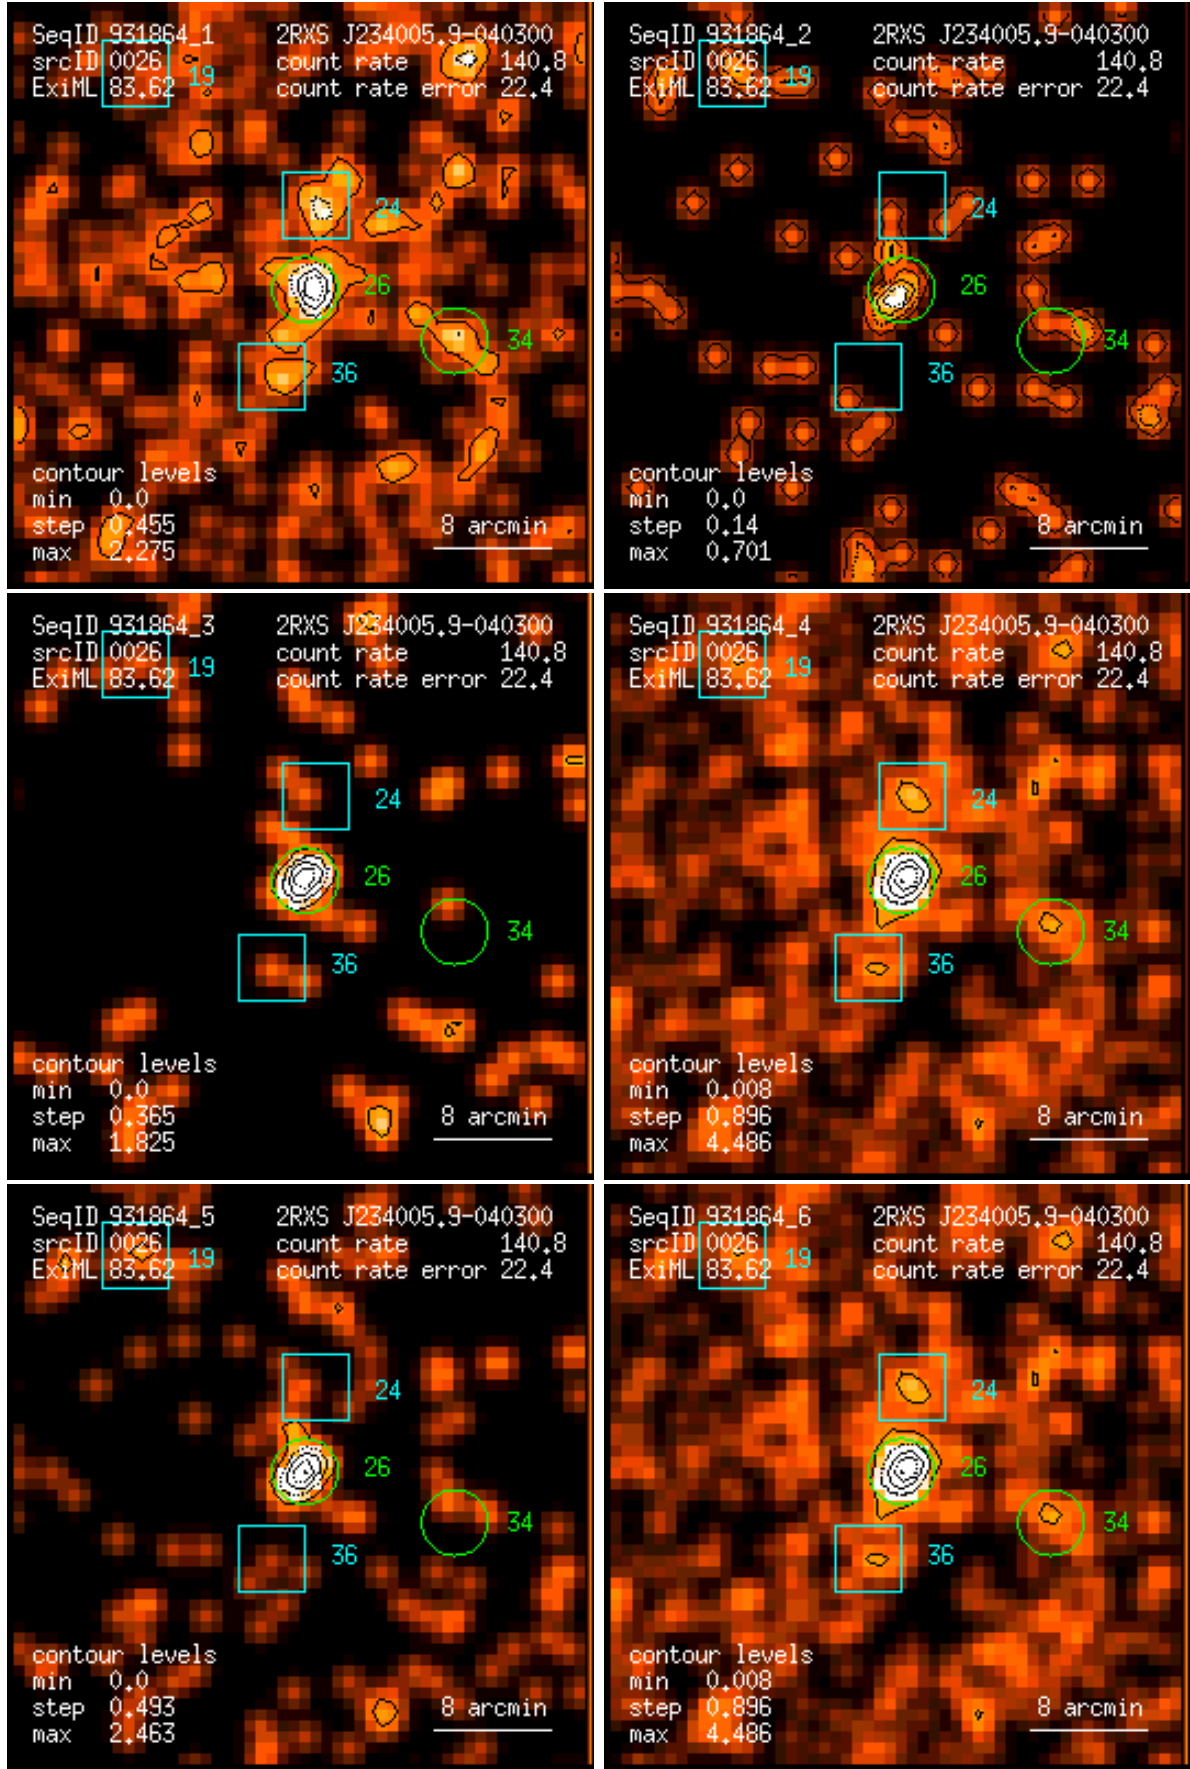 SeqID 931864_1 2RXS J234005.9-040300
srcID 0026 19 count rate 140.8
ExiML 83.62 count rate error 22.4
24
26
34
36
contour levels
min 0.0
step 0.455 8 arcmin
max 2.275
SeqID 931864_2 2RXS J234005.9-040300
srcID 0026 19 count rate 140.8
ExiML 83.62 count rate error 22.4
24
26
34
36
contour levels
min 0.0
step 0.14 8 arcmin
max 0.701
SeqID 931864_3 2RXS J234005.9-040300
srcID 0026 19 count rate 140.8
ExiML 83.62 count rate error 22.4
24
26
34
36
contour levels
min 0.0
step 0.365 8 arcmin
max 1.825
SeqID 931864_4 2RXS J234005.9-040300
srcID 0026 19 count rate 140.8
ExiML 83.62 count rate error 22.4
24
26
34
36
contour levels
min 0.008
step 0.896 8 arcmin
max 4.486
SeqID 931864_5 2RXS J234005.9-040300
srcID 0026 19 count rate 140.8
ExiML 83.62 count rate error 22.4
24
26
34
36
contour levels
min 0.0
step 0.493 8 arcmin
max 2.463
SeqID 931864_6 2RXS J234005.9-040300
srcID 0026 19 count rate 140.8
ExiML 83.62 count rate error 22.4
24
26
34
36
contour levels
min 0.008
step 0.896 8 arcmin
max 4.486